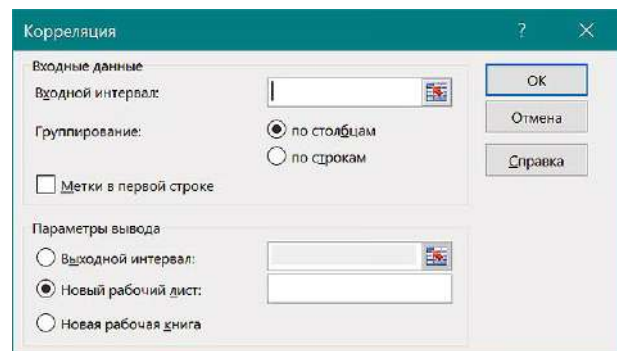 Корреляция ? ×
Входные данные
Входной интервал:
Группирование:
по столбцам
по строкам
Метки в первой строке
Параметры вывода
Выходной интервал:
Новый рабочий лист:
Новая рабочая книга
ОК
Отмена
Справка